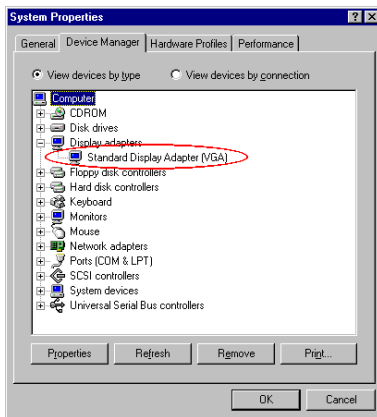 System Properties
General Device Manager Hardware Profiles Performance
View devices by type View devices by connection
Computer
CDROM
Disk drives
Display adapters
Standard Display Adapter (VGA)
Floppy disk controllers
Hard disk controllers
Keyboard
Monitors
Mouse
Network adapters
Ports (COM & LPT)
SCSI controllers
System devices
Universal Serial Bus controllers
Properties Refresh Remove Print...
OK Cancel